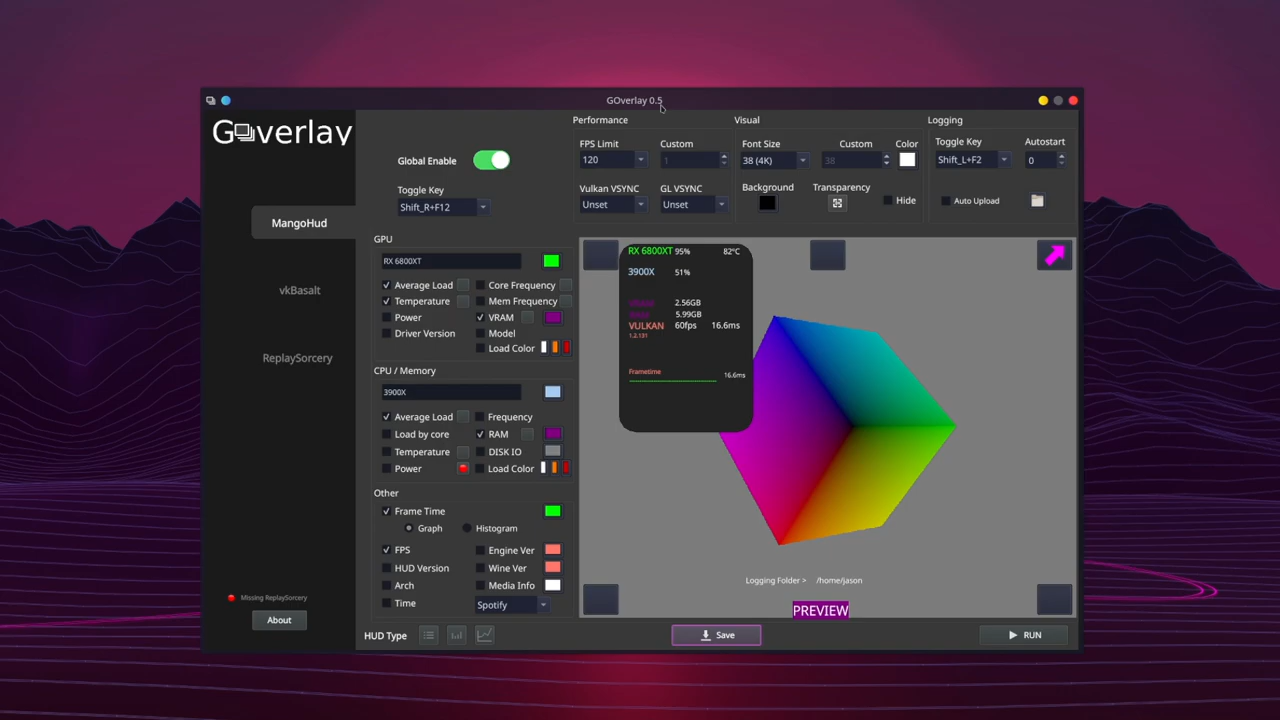 GOverlay 0.5
Goverlay
Global Enable
Toggle Key
Shift_R+F12
Performance
FPS Limit
Custom
120
1
Vulkan VSYNC
GL VSYNC
Unset
Unset
Visual
Font Size
Custom
Color
38 (4K)
38
Background
Transparency
Hide
Logging
Toggle Key
Autostart
Shift_L+F2
0
Auto Upload
MangoHud
vkBasalt
ReplaySorcery
Missing ReplaySorcery
About
GPU
RX 6800XT
Average Load
Core Frequency
Temperature
Mem Frequency
Power
VRAM
Driver Version
Model
Load Color
CPU / Memory
3900X
Average Load
Frequency
Load by core
RAM
Temperature
DISK IO
Power
Load Color
Other
Frame Time
Graph
Histogram
FPS
Engine Ver
HUD Version
Wine Ver
Arch
Media Info
Time
Spotify
RX 6800XT 95% 82°C
3900X 51%
2.56GB
5.99GB
VULKAN 60fps 16.6ms
1.2.131
Frametime
16.6ms
Logging Folder > /home/jason
PREVIEW
HUD Type
Save
RUN